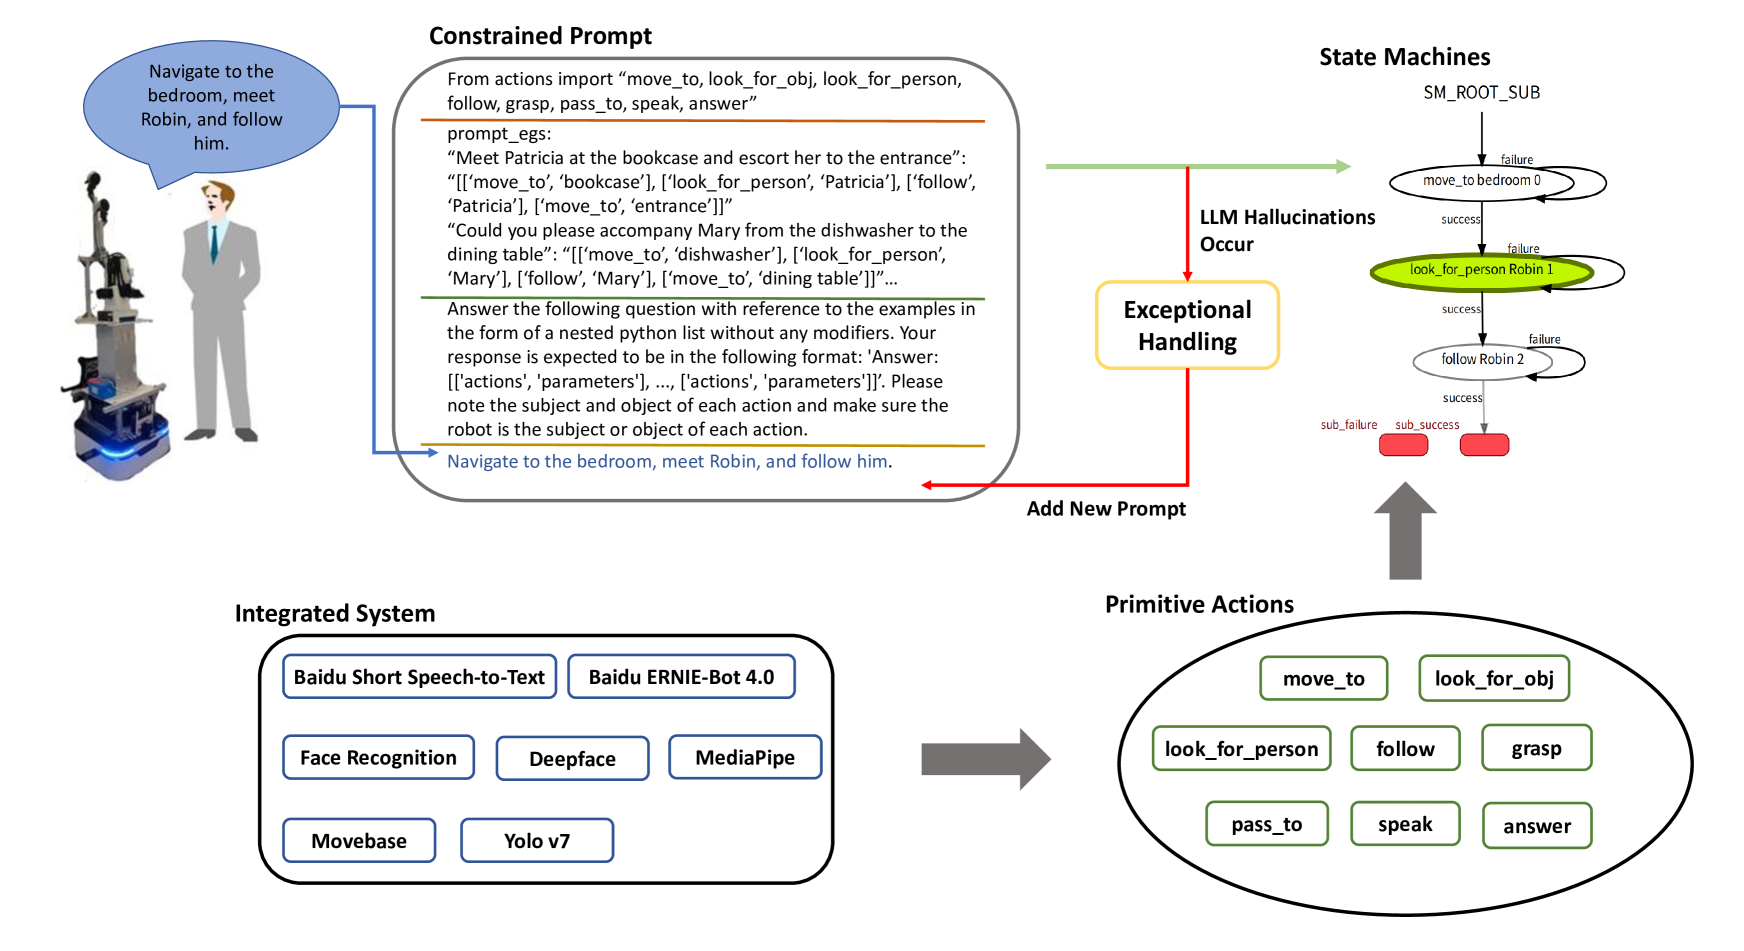 Navigate to the
bedroom, meet
Robin, and follow
him.
Constrained Prompt
From actions import “move_to, look_for_obj, look_for_person,
follow, grasp, pass_to, speak, answer”
prompt_egs:
“Meet Patricia at the bookcase and escort her to the entrance”:
“[[‘move_to’, ‘bookcase’], [‘look_for_person’, ‘Patricia’], [‘follow’,
‘Patricia’], [‘move_to’, ‘entrance’]]”
“Could you please accompany Mary from the dishwasher to the
dining table”: “[[‘move_to’, ‘dishwasher’], [‘look_for_person’,
‘Mary’], [‘follow’, ‘Mary’], [‘move_to’, ‘dining table’]]”…
Answer the following question with reference to the examples in
the form of a nested python list without any modifiers. Your
response is expected to be in the following format: 'Answer:
[['actions', 'parameters'], ..., ['actions', 'parameters']]’. Please
note the subject and object of each action and make sure the
robot is the subject or object of each action.
Navigate to the bedroom, meet Robin, and follow him.
LLM Hallucinations
Occur
Exceptional
Handling
Add New Prompt
State Machines
SM_ROOT_SUB
failure
move_to bedroom 0
success
failure
look_for_person Robin 1
success
failure
follow Robin 2
success
sub_failure sub_success
Integrated System
Baidu Short Speech-to-Text
Baidu ERNIE-Bot 4.0
Face Recognition
Deepface
MediaPipe
Movebase
Yolo v7
Primitive Actions
move_to
look_for_obj
look_for_person
follow
grasp
pass_to
speak
answer